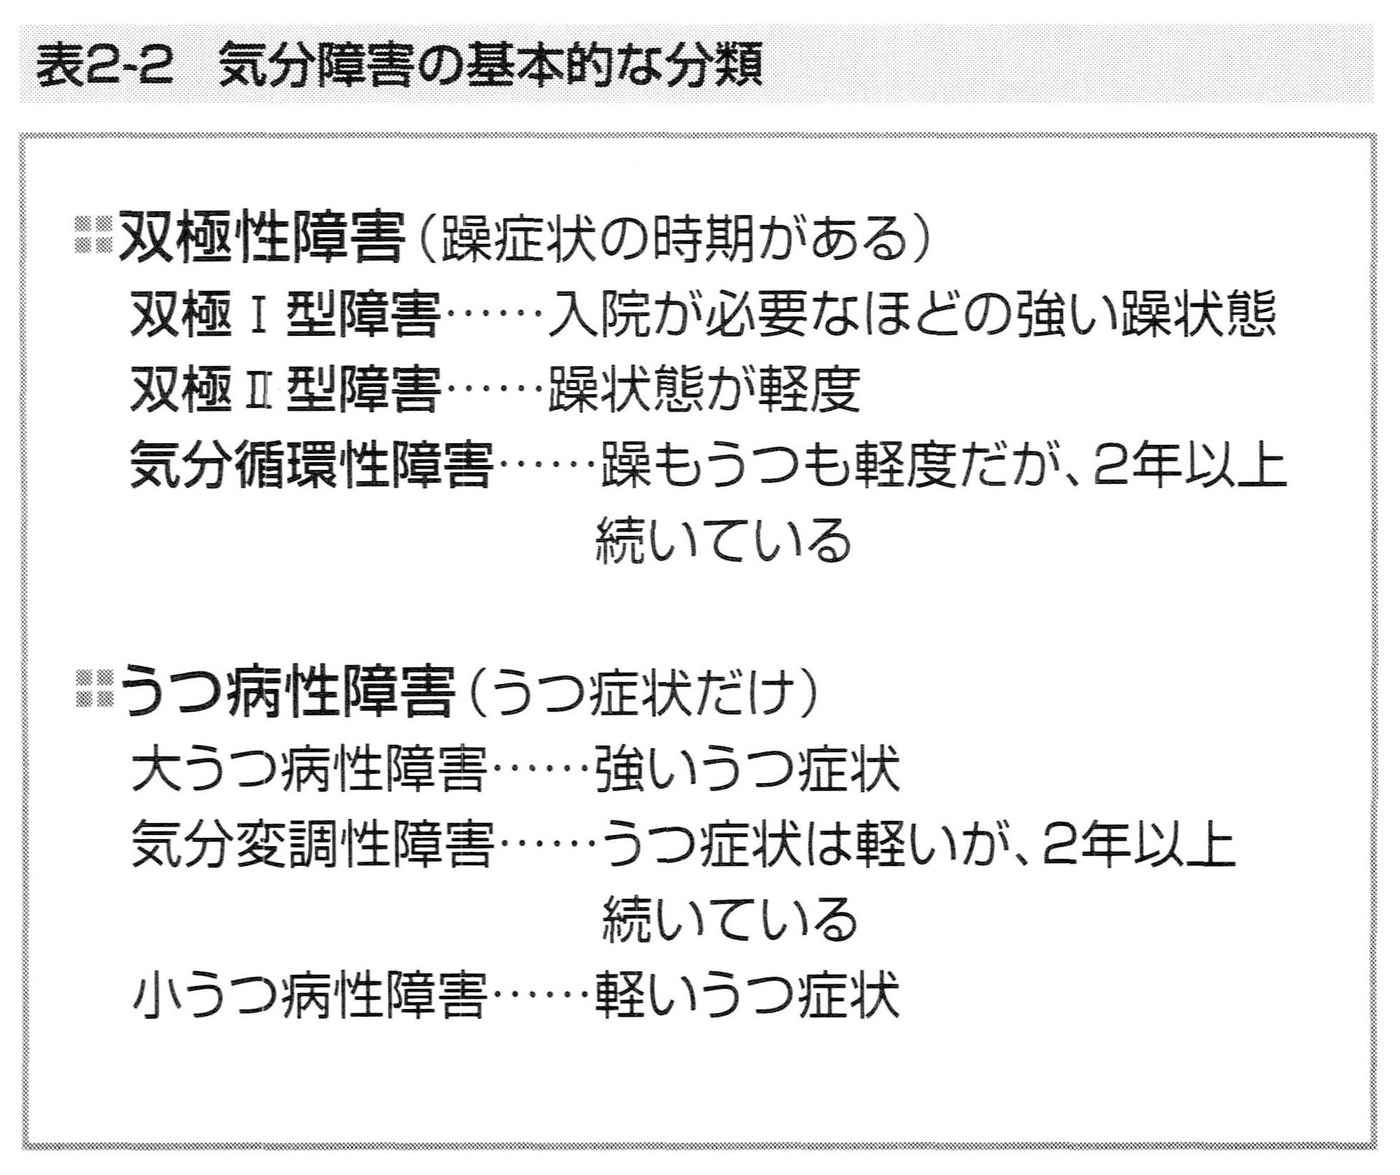 表2-2　気分障害の基本的な分類
双極性障害（躁症状の時期がある）
双極Ⅰ型障害……入院が必要なほどの強い躁状態
双極Ⅱ型障害……躁状態が軽度
気分循環性障害……躁もうつも軽度だが、2年以上
続いている
うつ病性障害（うつ症状だけ）
大うつ病性障害……強いうつ症状
気分変調性障害……うつ症状は軽いが、2年以上
続いている
小うつ病性障害……軽いうつ症状